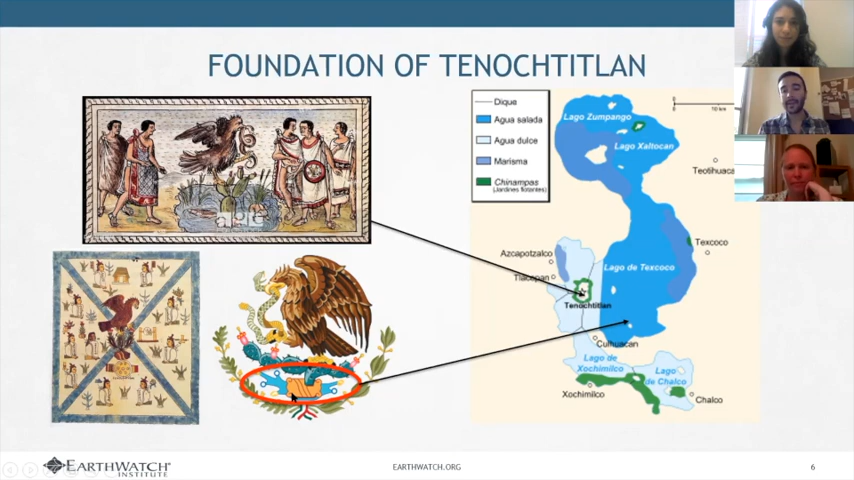 FOUNDATION OF TENOCHTITLAN
Dique
Agua salada
Agua dulce
Marisma
Chinampas
(Jardines flotantes)
0
10 km
Lago Zumpango
Lago Xaltocan
Teotihuaca
Azcapotzalco
Texcoco
Lago de Texcoco
Tlacopan
Tenochtitlan
Culhuacan
Lago de
Xochimilco
Lago
de Chalco
Xochimilco
Chalco
EARTHWATCH
INSTITUTE
EARTHWATCH.ORG
6